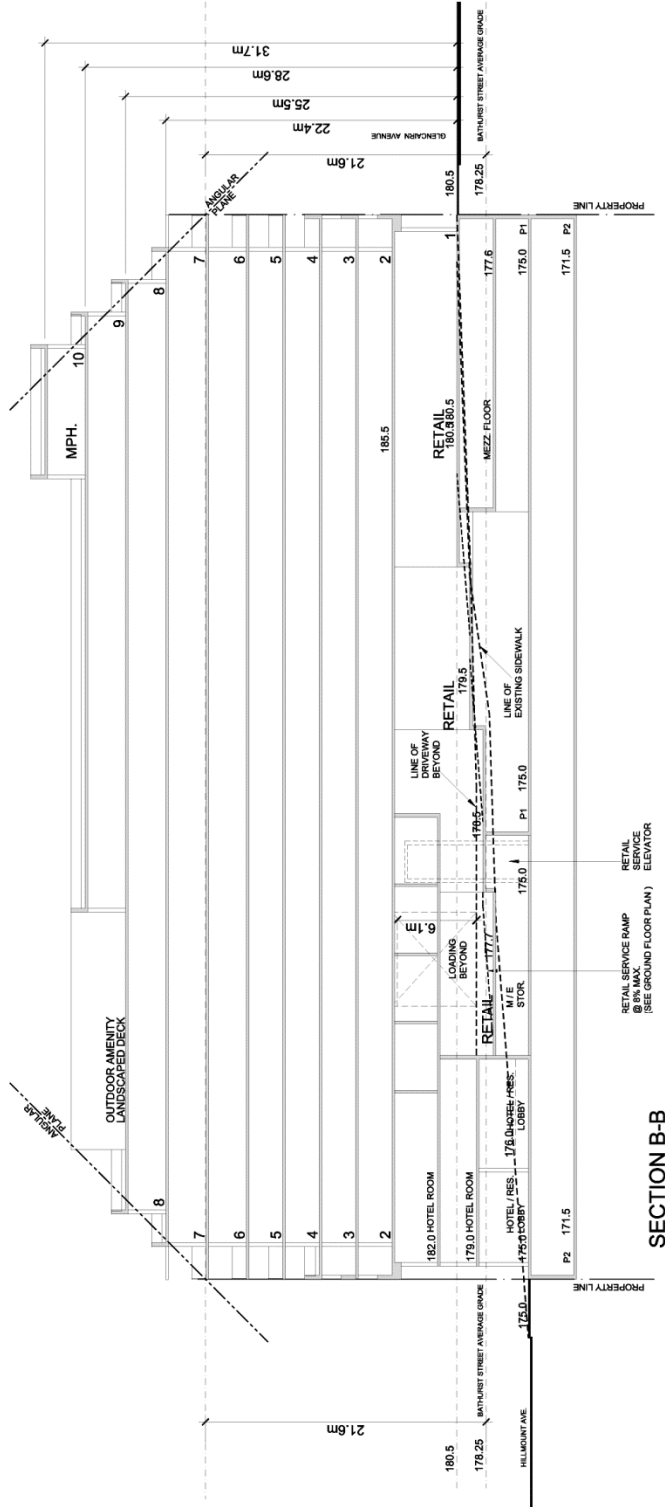 31.7m
28.6m
25.5m
22.4m
GLENCAIRN AVENUE
21.6m
BATHURST STREET AVERAGE GRADE
180.5
178.25
ANGULAR
PLANE
PROPERTY LINE
10
9
8
7
6
5
4
3
2
1
MPH.
185.5
RETAIL
180.5
180.5
MEZZ. FLOOR
177.6
P1
175.0
P2
171.5
RETAIL
179.5
LINE OF
DRIVEWAY
BEYOND
178.5
LINE OF
EXISTING SIDEWALK
P1
175.0
175.0
RETAIL
SERVICE
ELEVATOR
6.1m
LOADING
BEYOND
177.7
RETAIL
M / E
STOR.
RETAIL SERVICE RAMP
@ 8% MAX.
(SEE GROUND FLOOR PLAN )
OUTDOOR AMENITY
LANDSCAPED DECK
ANGULAR
PLANE
8
7
6
5
4
3
2
182.0 HOTEL ROOM
179.0 HOTEL ROOM
176.0 HOTEL / RES.
LOBBY
HOTEL / RES.
175.0 LOBBY
P2
171.5
PROPERTY LINE
175.0
21.6m
BATHURST STREET AVERAGE GRADE
180.5
178.25
HILLMOUNT AVE.
SECTION B-B